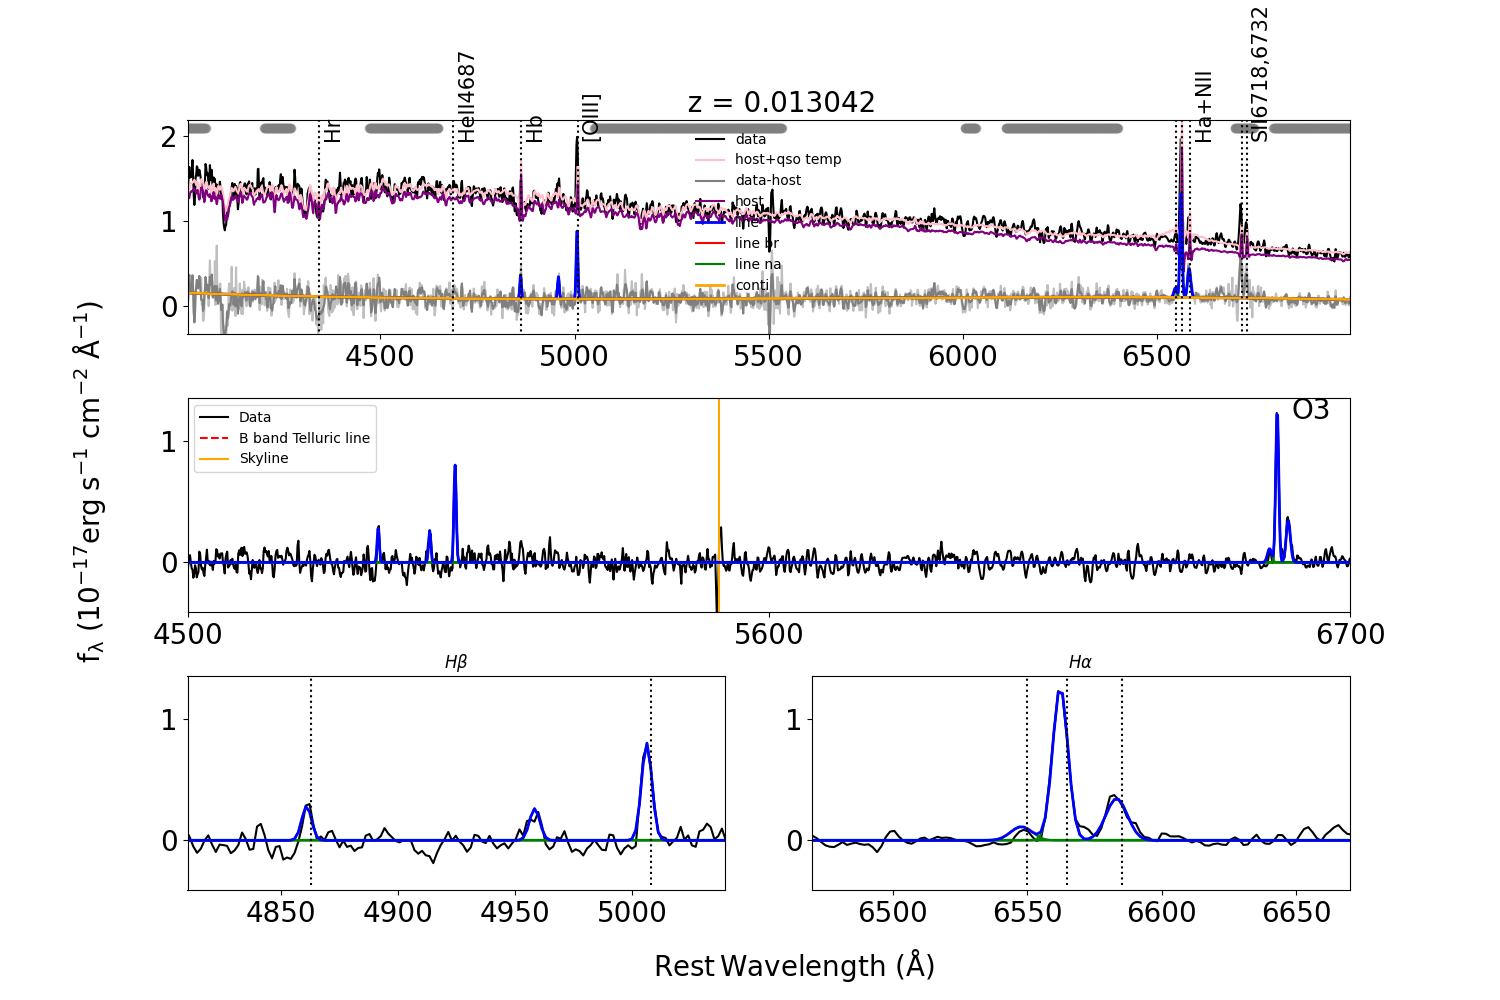 z = 0.013042
Hr
HeII4687
Hb
[OIII]
Ha+NII
SII6718,6732
data
host+qso temp
data-host
host
line
line br
line na
conti
2
1
0
4500 5000 5500 6000 6500
fλ (10−17erg s−1 cm−2 Å−1)
Data
B band Telluric line
Skyline
O3
1
0
4500 5600 6700
Hβ
1
0
4850 4900 4950 5000
Hα
1
0
6500 6550 6600 6650
Rest Wavelength (Å)